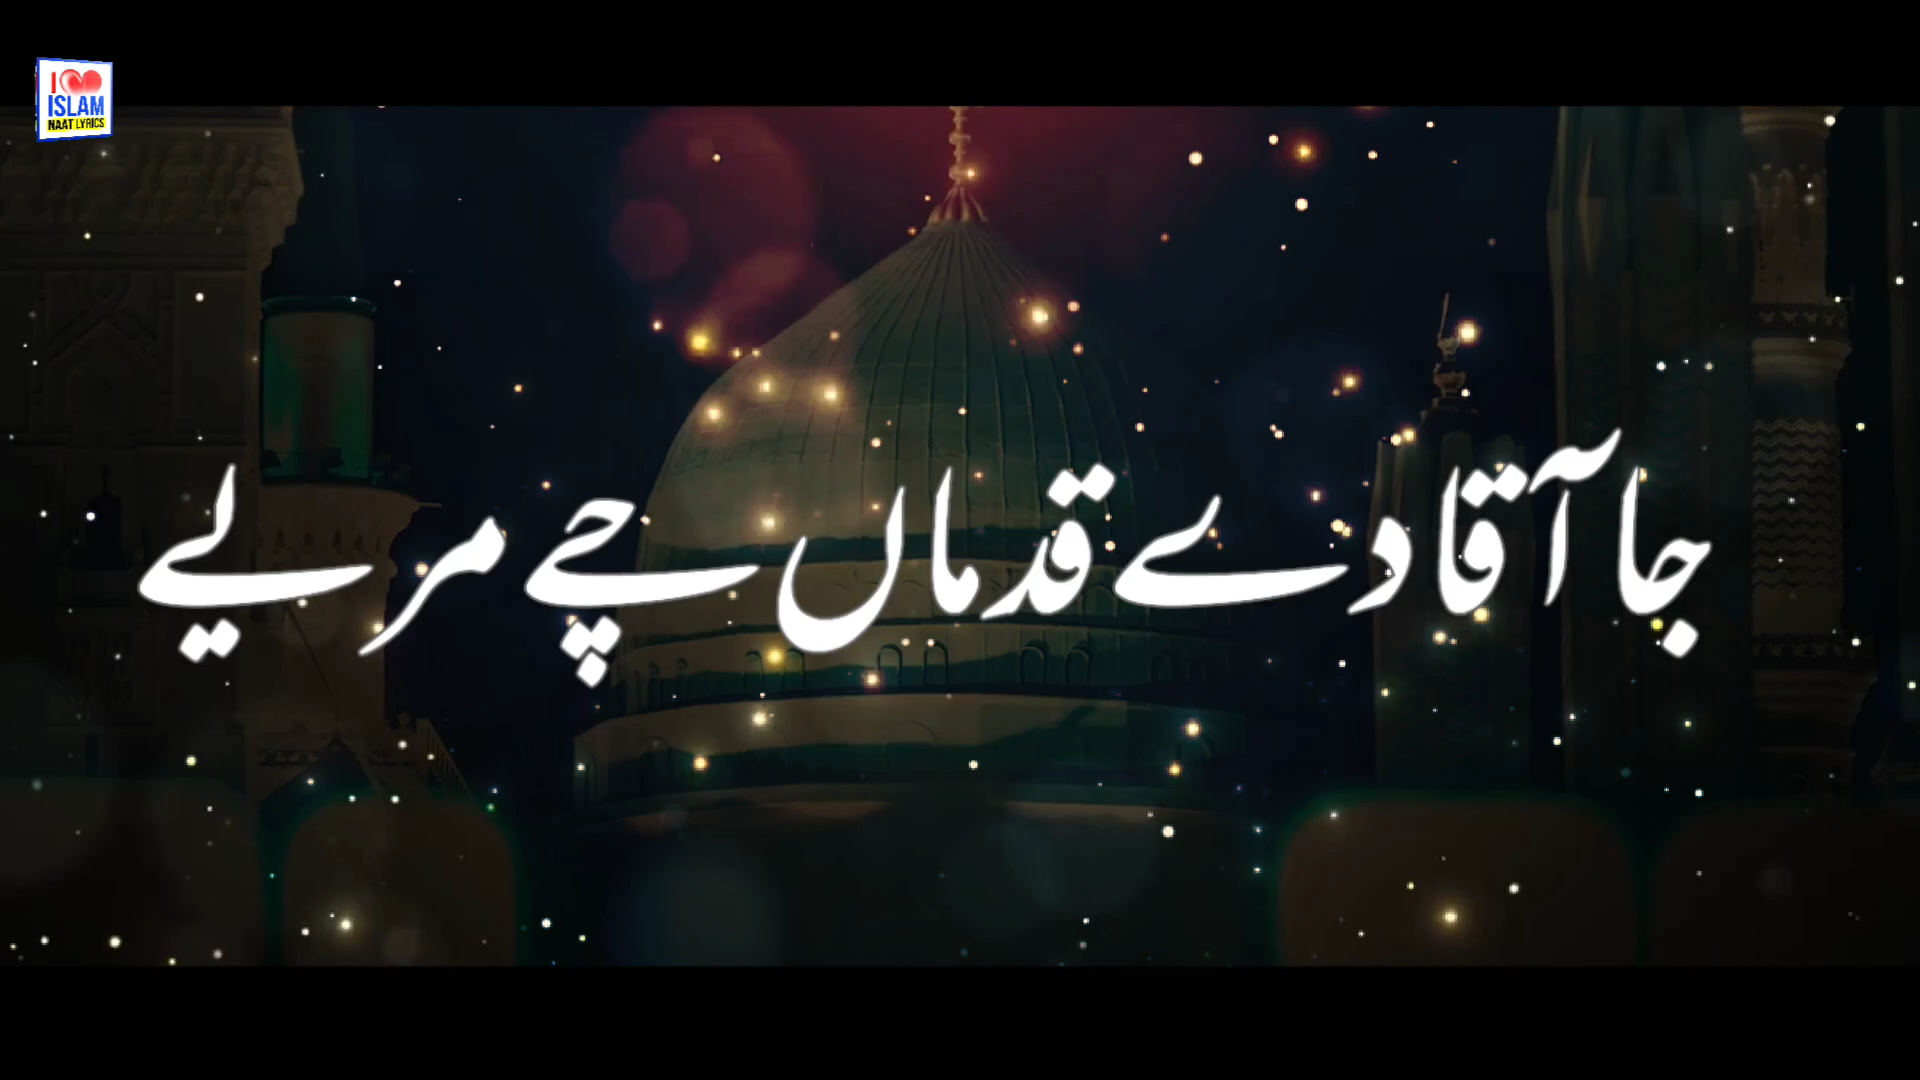 I ❤ ISLAM
NAAT LYRICS
جا آقا دے قدماں چے مر لیے